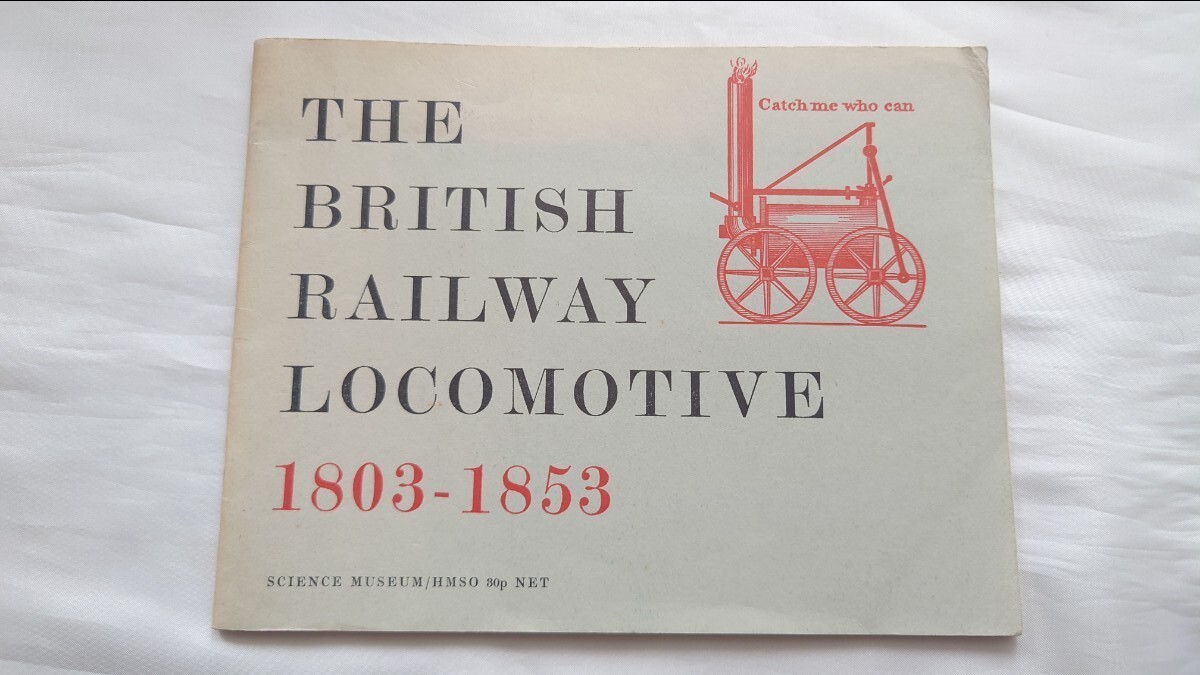 THE
Catch me who can
BRITISH
RAILWAY
LOCOMOTIVE
1803-1853
SCIENCE MUSEUM/HMSO 30p NET